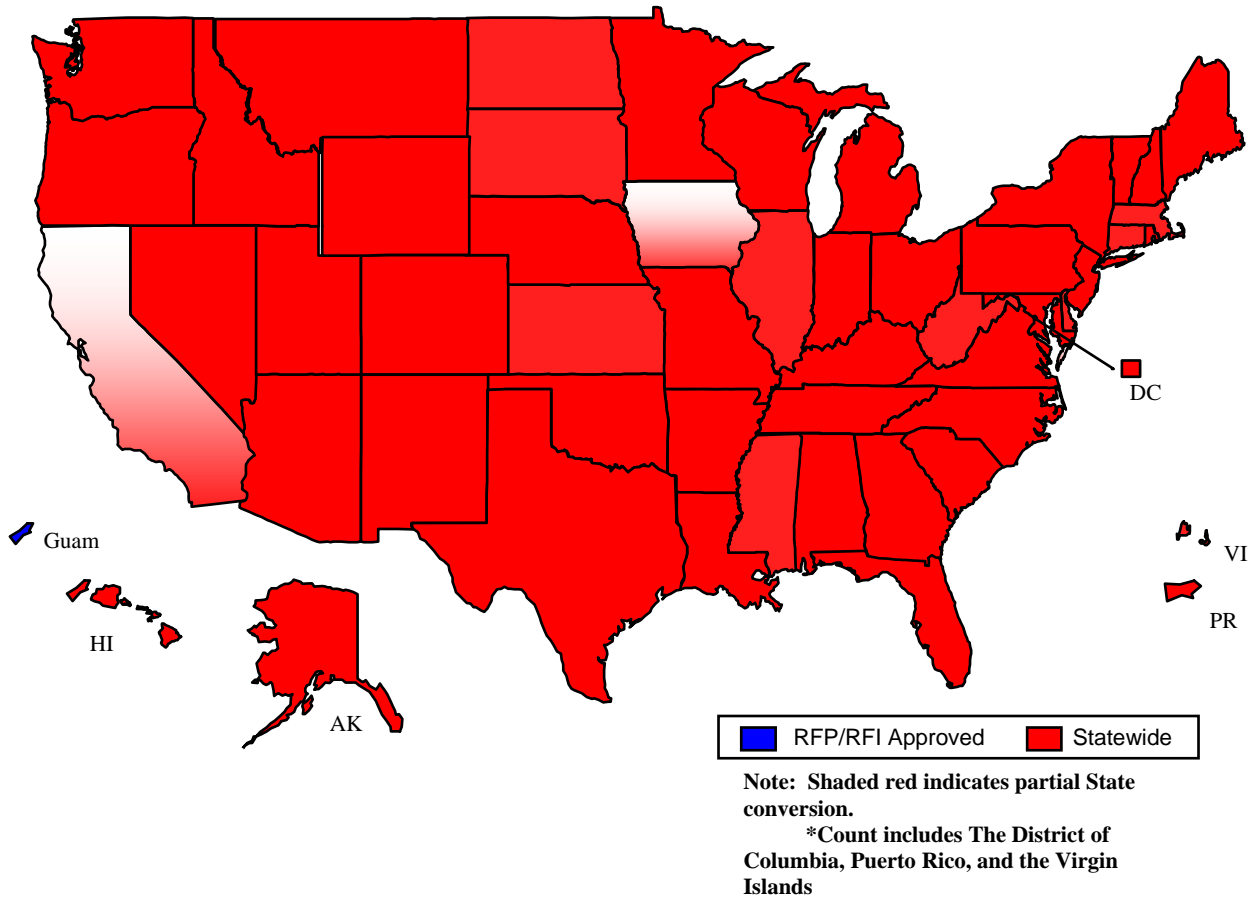 DC
Guam
VI
HI
PR
AK
RFP/RFI Approved Statewide
Note: Shaded red indicates partial State
conversion.
*Count includes The District of
Columbia, Puerto Rico, and the Virgin
Islands